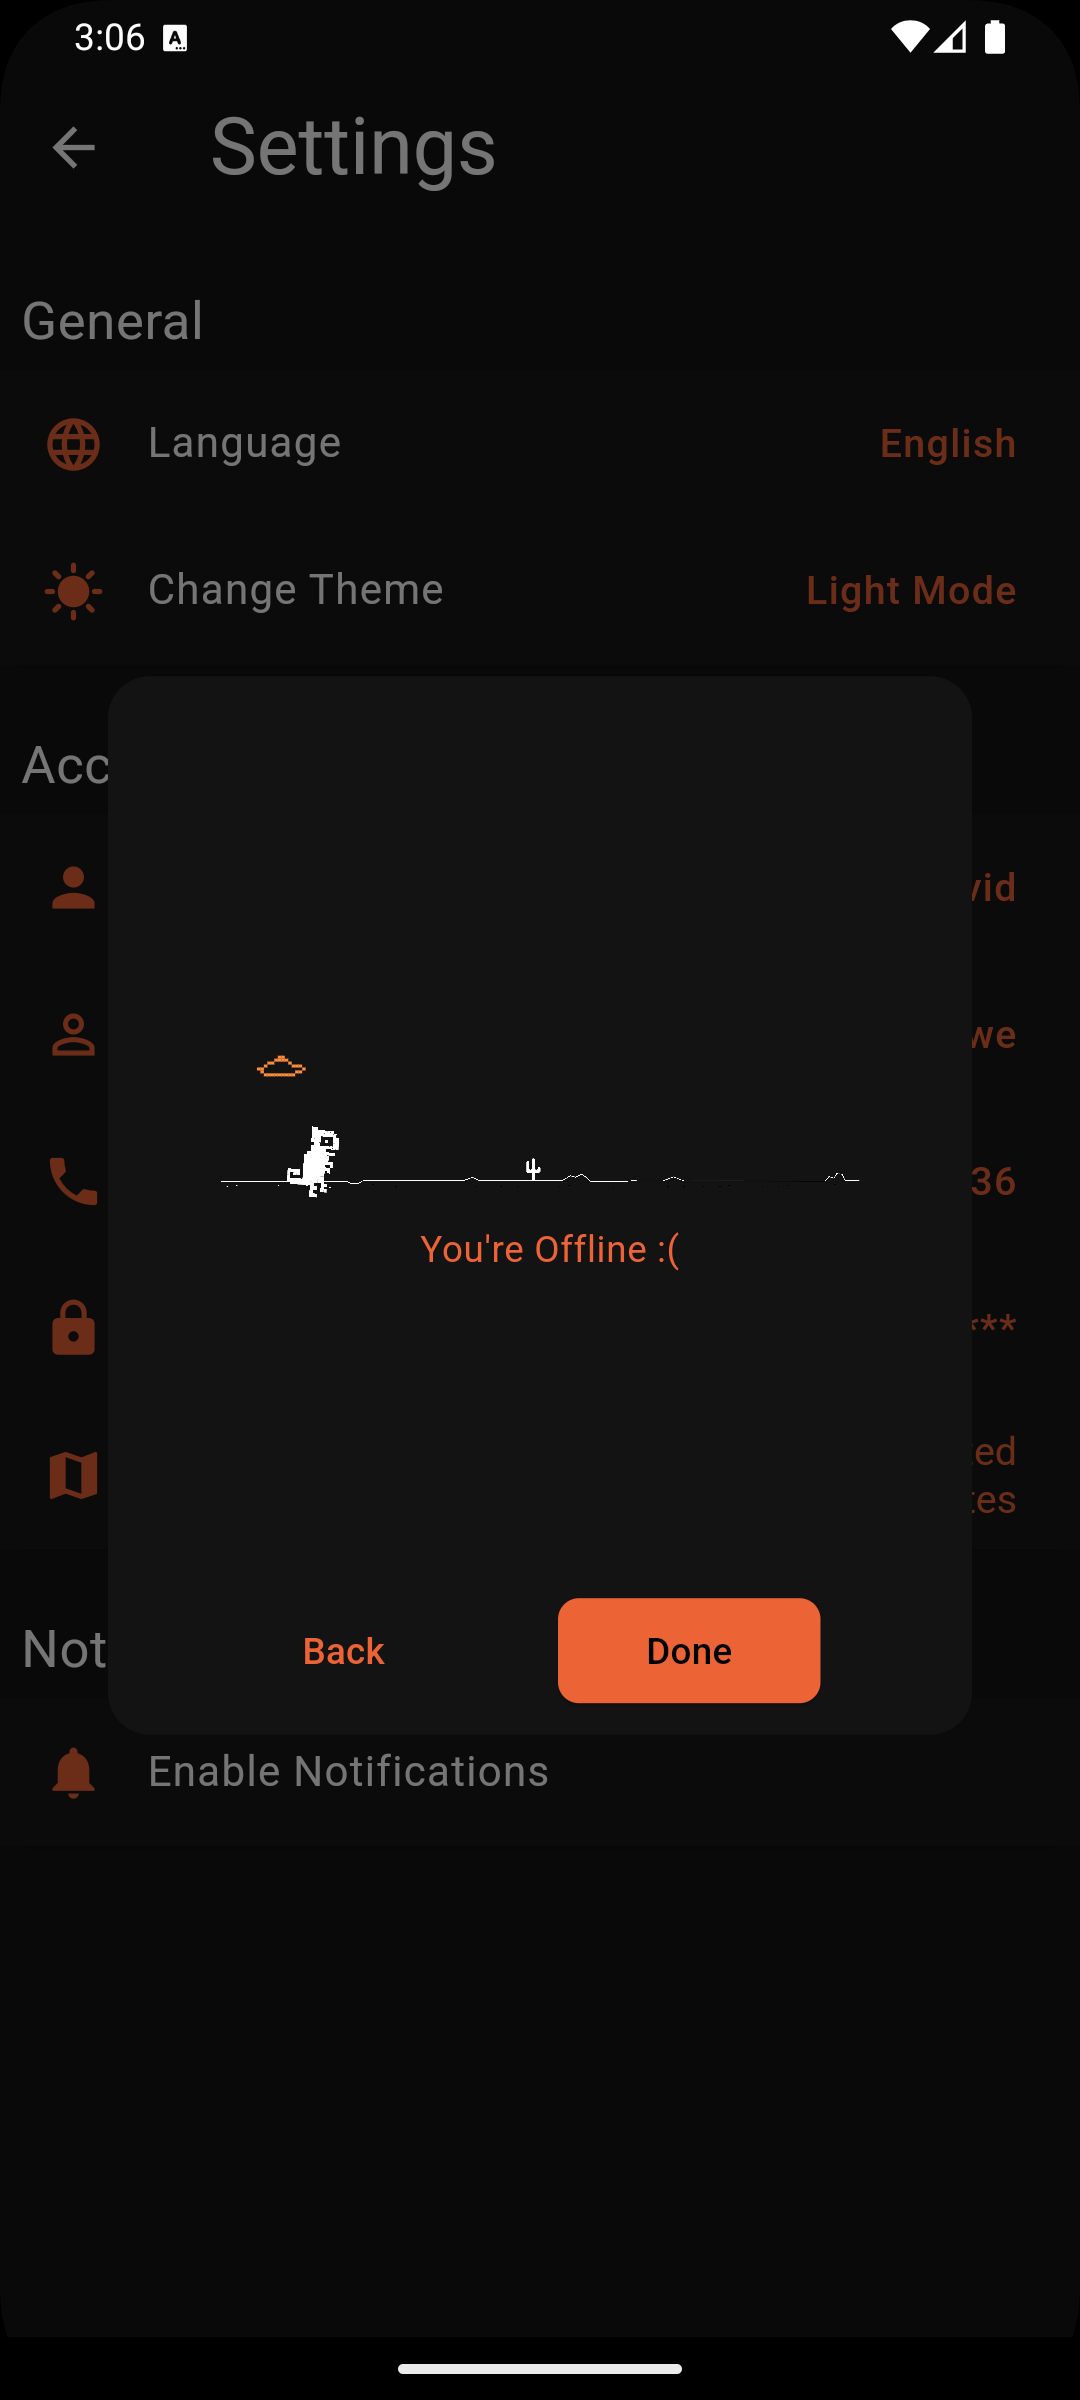 3:06
Settings
General
Language English
Change Theme Light Mode
Acc
vid
we
36
You're Offline :(
***
ed
tes
Not
Back Done
Enable Notifications